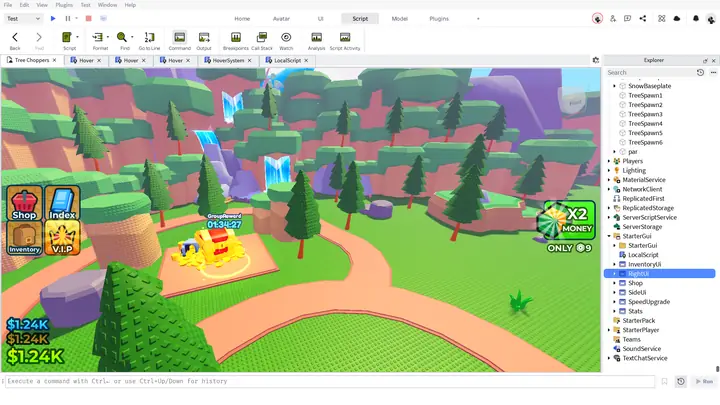 File Edit View Plugins Test Window Help
Test
Home Avatar UI Script Model Plugins +
Back Next Script Format Find Go to Line Command Output Breakpoints Call Stack Watch Analysis Script Activity
Tree Choppers × Hover × Hover × Hover × HoverSystem × LocalScript ×
Explorer
Search
SnowBaseplate
TreeSpawn1
TreeSpawn2
TreeSpawn3
TreeSpawn4
TreeSpawn5
TreeSpawn6
par
Players
Lighting
MaterialService
NetworkClient
ReplicatedFirst
ReplicatedStorage
ServerScriptService
ServerStorage
StarterGui
StarterGui
LocalScript
InventoryUi
RightUi
Shop
SideUi
SpeedUpgrade
Stats
StarterPack
StarterPlayer
Teams
SoundService
TextChatService
Shop Index
Inventory V.I.P
GroupReward
01:34:27
X2
MONEY
ONLY 9
$1.24K
$1.24K
$1.24K
Execute a command with Ctrl+↵ or use Ctrl+Up/Down for history
Run